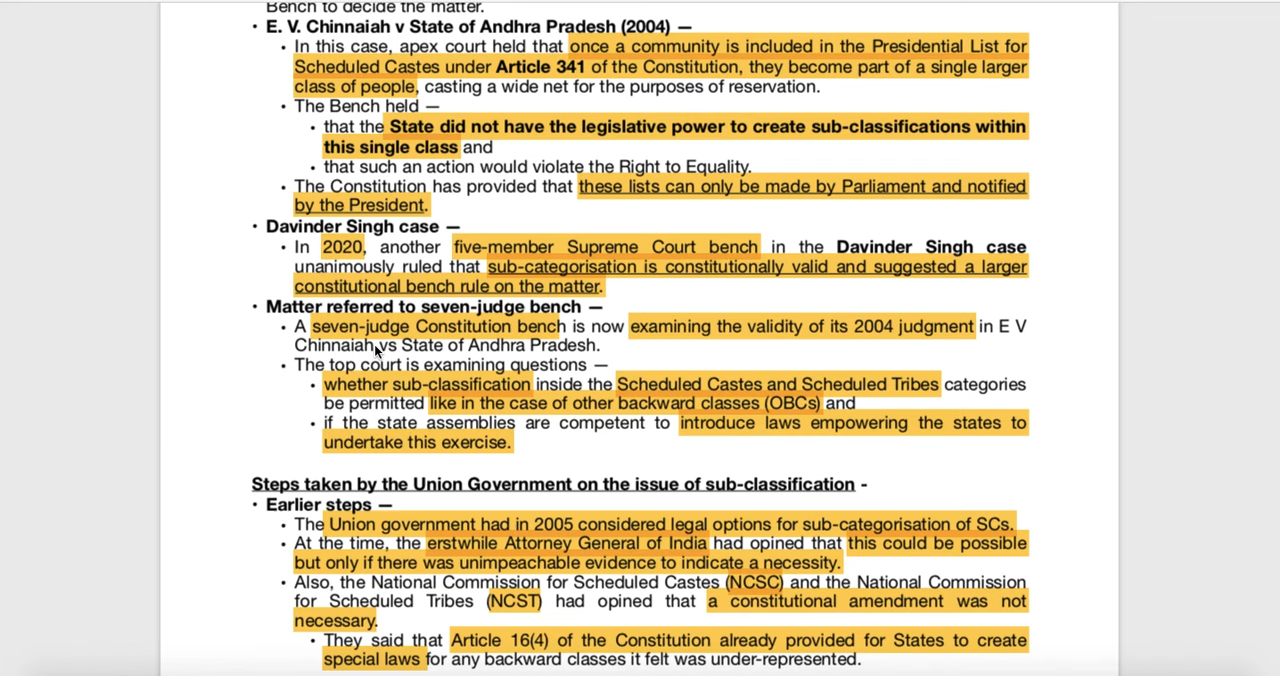 Bench to decide the matter.
• E. V. Chinnaiah v State of Andhra Pradesh (2004) —
• In this case, apex court held that once a community is included in the Presidential List for
Scheduled Castes under Article 341 of the Constitution, they become part of a single larger
class of people, casting a wide net for the purposes of reservation.
• The Bench held —
• that the State did not have the legislative power to create sub-classifications within
this single class and
• that such an action would violate the Right to Equality.
• The Constitution has provided that these lists can only be made by Parliament and notified
by the President.
• Davinder Singh case —
• In 2020, another five-member Supreme Court bench in the Davinder Singh case
unanimously ruled that sub-categorisation is constitutionally valid and suggested a larger
constitutional bench rule on the matter.
• Matter referred to seven-judge bench —
• A seven-judge Constitution bench is now examining the validity of its 2004 judgment in E V
Chinnaiah vs State of Andhra Pradesh.
• The top court is examining questions —
• whether sub-classification inside the Scheduled Castes and Scheduled Tribes categories
be permitted like in the case of other backward classes (OBCs) and
• if the state assemblies are competent to introduce laws empowering the states to
undertake this exercise.
Steps taken by the Union Government on the issue of sub-classification -
• Earlier steps —
• The Union government had in 2005 considered legal options for sub-categorisation of SCs.
• At the time, the erstwhile Attorney General of India had opined that this could be possible
but only if there was unimpeachable evidence to indicate a necessity.
• Also, the National Commission for Scheduled Castes (NCSC) and the National Commission
for Scheduled Tribes (NCST) had opined that a constitutional amendment was not
necessary.
• They said that Article 16(4) of the Constitution already provided for States to create
special laws for any backward classes it felt was under-represented.